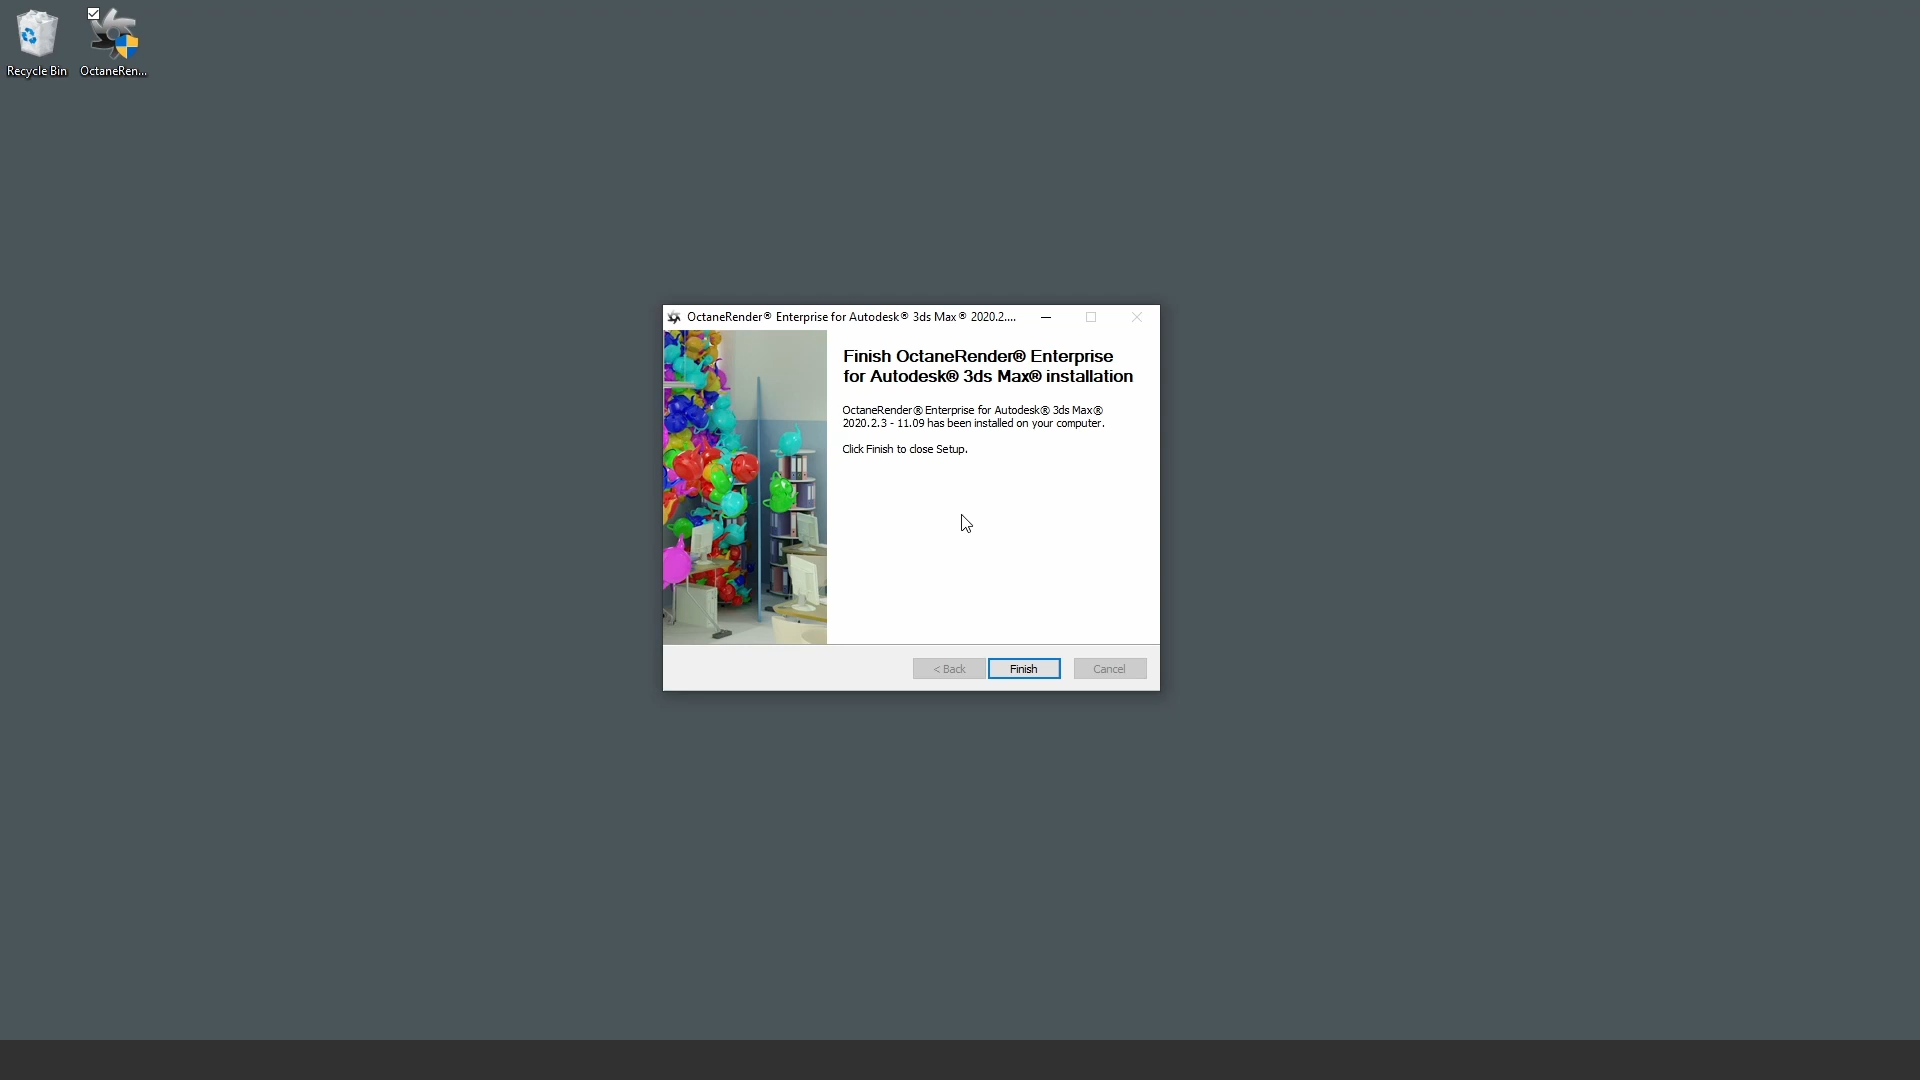 Recycle Bin
OctaneRen...
OctaneRender® Enterprise for Autodesk® 3ds Max® 2020.2....
Finish OctaneRender® Enterprise
for Autodesk® 3ds Max® installation
OctaneRender® Enterprise for Autodesk® 3ds Max®
2020.2.3 - 11.09 has been installed on your computer.
Click Finish to close Setup.
< Back
Finish
Cancel